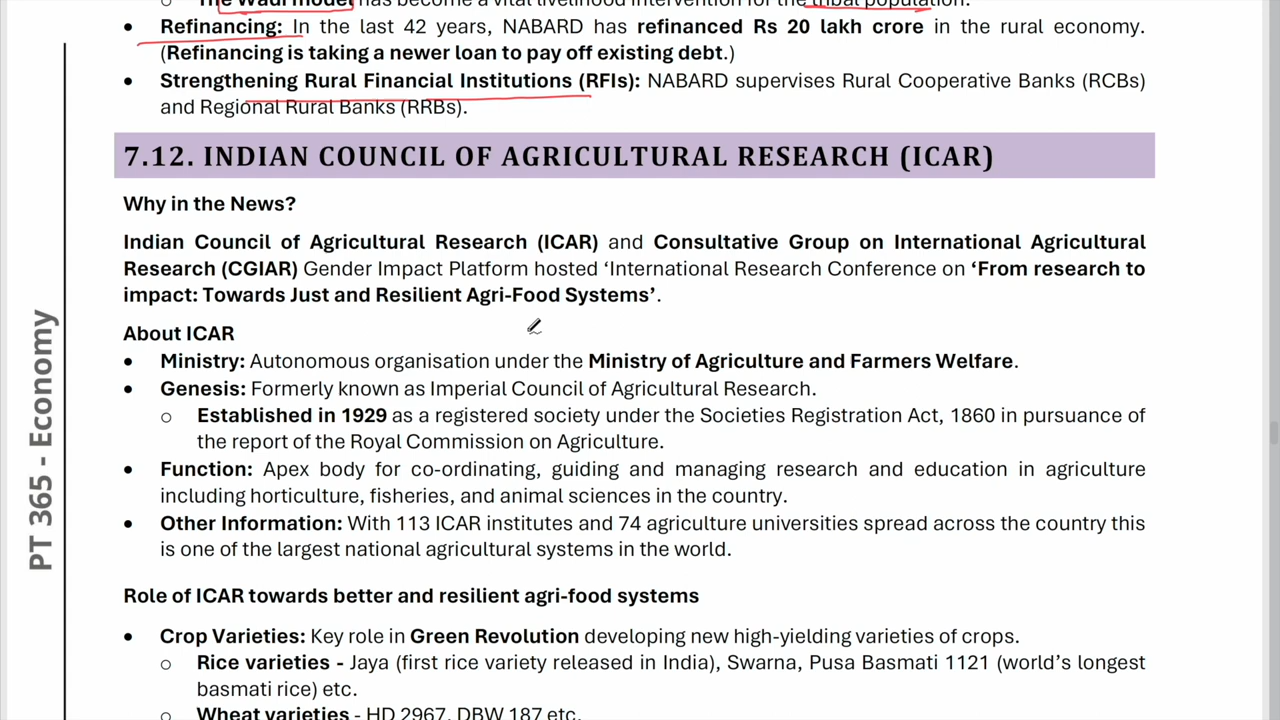 o The Wadi model has become a vital livelihood intervention for the tribal population.
• Refinancing: In the last 42 years, NABARD has refinanced Rs 20 lakh crore in the rural economy.
(Refinancing is taking a newer loan to pay off existing debt.)
• Strengthening Rural Financial Institutions (RFIs): NABARD supervises Rural Cooperative Banks (RCBs)
and Regional Rural Banks (RRBs).
7.12. INDIAN COUNCIL OF AGRICULTURAL RESEARCH (ICAR)
Why in the News?
Indian Council of Agricultural Research (ICAR) and Consultative Group on International Agricultural
Research (CGIAR) Gender Impact Platform hosted ‘International Research Conference on ‘From research to
impact: Towards Just and Resilient Agri-Food Systems’.
About ICAR
• Ministry: Autonomous organisation under the Ministry of Agriculture and Farmers Welfare.
• Genesis: Formerly known as Imperial Council of Agricultural Research.
o Established in 1929 as a registered society under the Societies Registration Act, 1860 in pursuance of
the report of the Royal Commission on Agriculture.
• Function: Apex body for co-ordinating, guiding and managing research and education in agriculture
including horticulture, fisheries, and animal sciences in the country.
• Other Information: With 113 ICAR institutes and 74 agriculture universities spread across the country this
is one of the largest national agricultural systems in the world.
Role of ICAR towards better and resilient agri-food systems
• Crop Varieties: Key role in Green Revolution developing new high-yielding varieties of crops.
o Rice varieties - Jaya (first rice variety released in India), Swarna, Pusa Basmati 1121 (world’s longest
basmati rice) etc.
o Wheat varieties - HD 2967, DBW 187 etc.
PT 365 - Economy